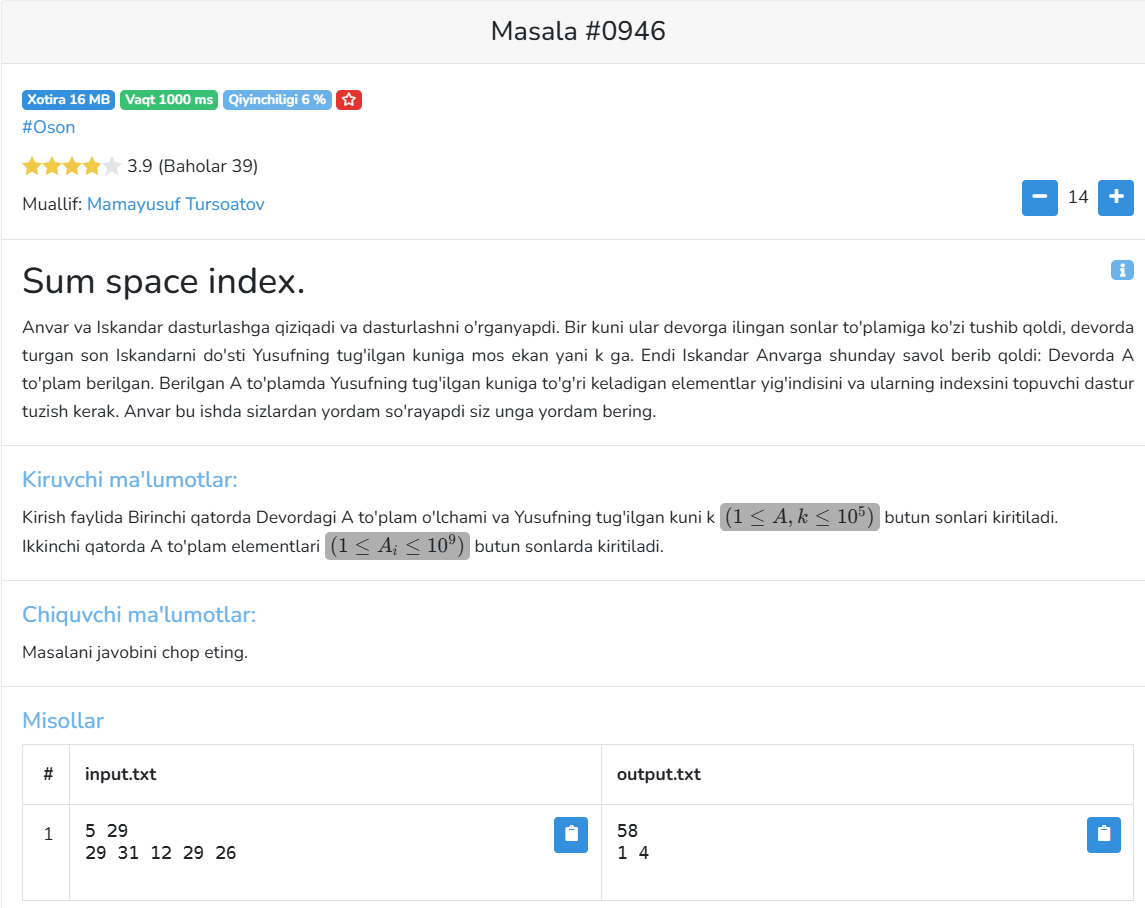 Masala #0946
Xotira 16 MB Vaqt 1000 ms Qiyinchiligi 6 %
#Oson
3.9 (Baholar 39)
Muallif: Mamayusuf Tursoatov
14
Sum space index.
Anvar va Iskandar dasturlashga qiziqadi va dasturlashni o'rganyapdi. Bir kuni ular devorga ilingan sonlar to'plamiga ko'zi tushib qoldi, devorda
turgan son Iskandarni do'sti Yusufning tug'ilgan kuniga mos ekan yani k ga. Endi Iskandar Anvarga shunday savol berib qoldi: Devorda A
to'plam berilgan. Berilgan A to'plamda Yusufning tug'ilgan kuniga to'g'ri keladigan elementlar yig'indisini va ularning indexsini topuvchi dastur
tuzish kerak. Anvar bu ishda sizlardan yordam so'rayapdi siz unga yordam bering.
Kiruvchi ma'lumotlar:
Kirish faylida Birinchi qatorda Devordagi A to'plam o'lchami va Yusufning tug'ilgan kuni k (1 ≤ A, k ≤ 10⁵) butun sonlari kiritiladi.
Ikkinchi qatorda A to'plam elementlari (1 ≤ Aᵢ ≤ 10⁹) butun sonlarda kiritiladi.
Chiquvchi ma'lumotlar:
Masalani javobini chop eting.
Misollar
# input.txt output.txt
1 5 29 58
29 31 12 29 26 1 4